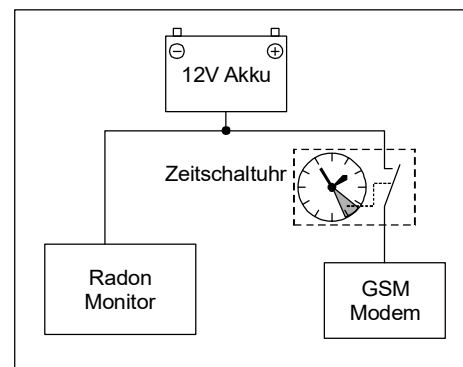 12V Akku
Zeitschaltuhr
Radon
Monitor
GSM
Modem